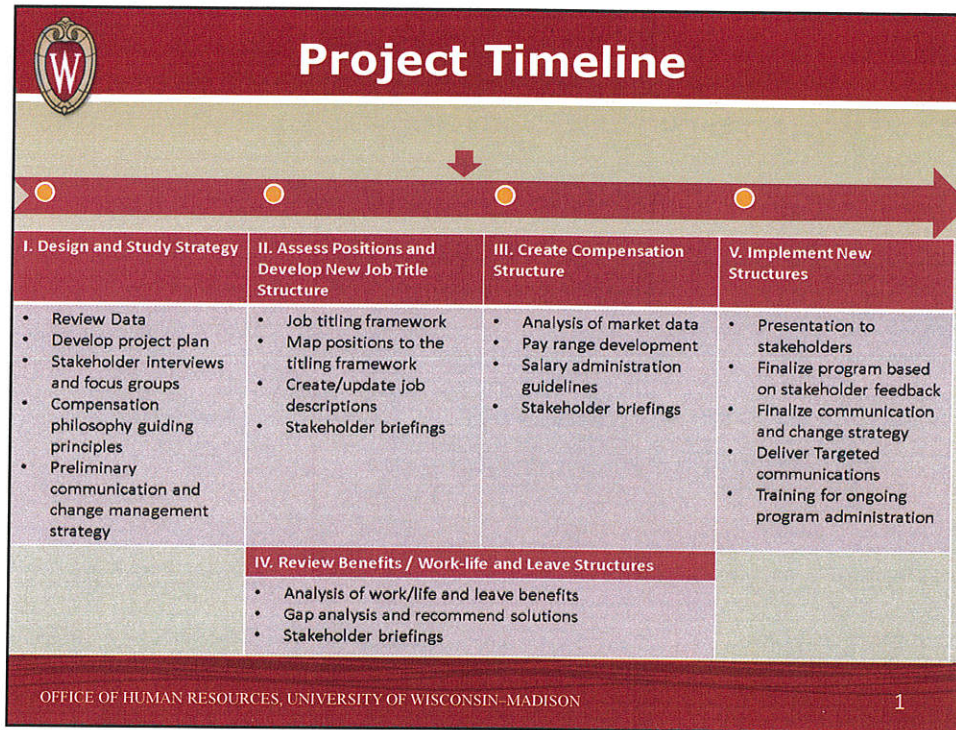 W
Project Timeline
I. Design and Study Strategy
• Review Data
• Develop project plan
• Stakeholder interviews
and focus groups
• Compensation
philosophy guiding
principles
• Preliminary
communication and
change management
strategy
II. Assess Positions and
Develop New Job Title
Structure
• Job titling framework
• Map positions to the
titling framework
• Create/update job
descriptions
• Stakeholder briefings
III. Create Compensation
Structure
• Analysis of market data
• Pay range development
• Salary administration
guidelines
• Stakeholder briefings
V. Implement New
Structures
• Presentation to
stakeholders
• Finalize program based
on stakeholder feedback
• Finalize communication
and change strategy
• Deliver Targeted
communications
• Training for ongoing
program administration
IV. Review Benefits / Work-life and Leave Structures
• Analysis of work/life and leave benefits
• Gap analysis and recommend solutions
• Stakeholder briefings
OFFICE OF HUMAN RESOURCES, UNIVERSITY OF WISCONSIN–MADISON
1